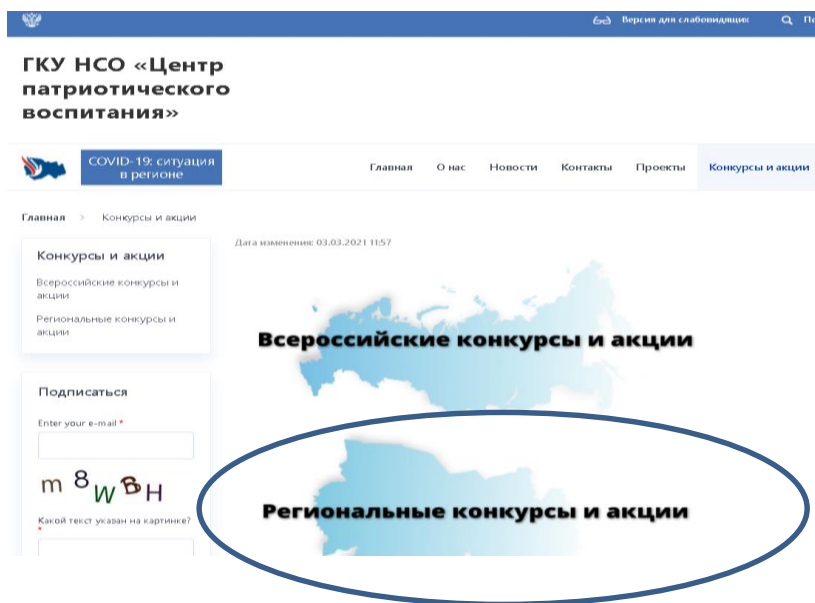 Версия для слабовидящих
ГКУ НСО «Центр
патриотического
воспитания»
COVID-19: ситуация
в регионе
Главная О нас Новости Контакты Проекты Конкурсы и акции
Главная > Конкурсы и акции
Дата изменения: 03.03.2021 11:57
Конкурсы и акции
Всероссийские конкурсы и
акции
Региональные конкурсы и
акции
Всероссийские конкурсы и акции
Подписаться
Enter your e-mail *
m 8 W B H
Региональные конкурсы и акции
Какой текст указан на картинке?
*